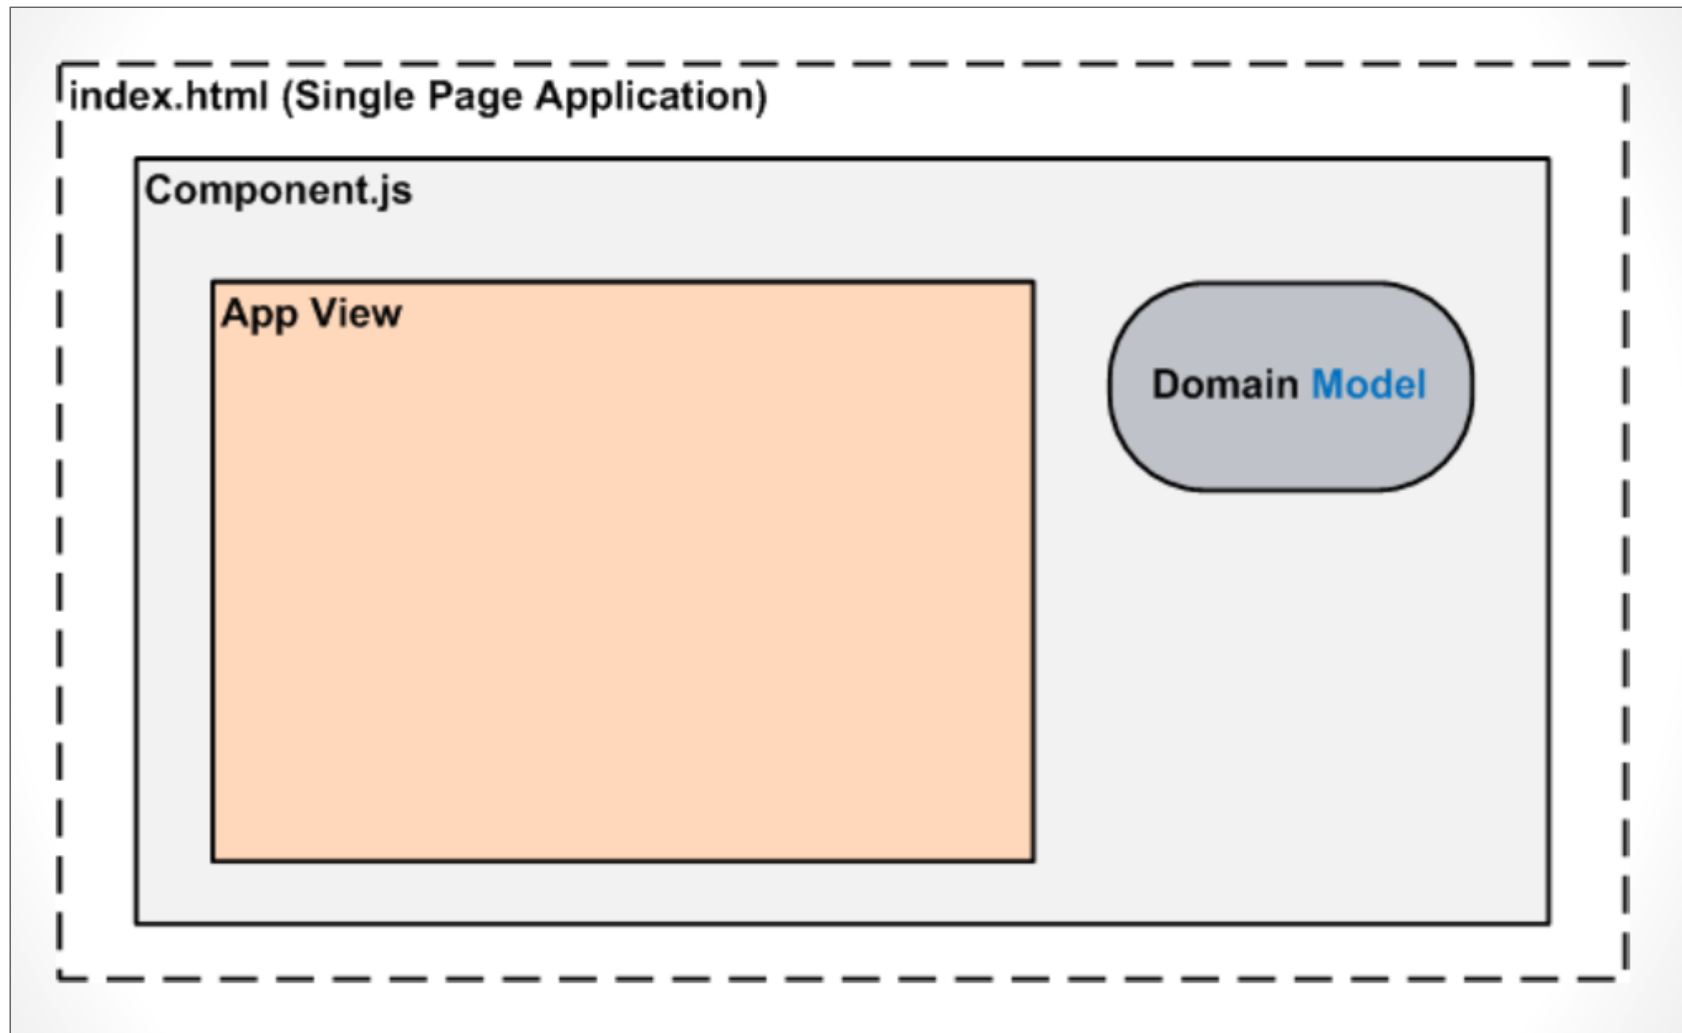 index.html (Single Page Application)
Component.js
App View
Domain Model